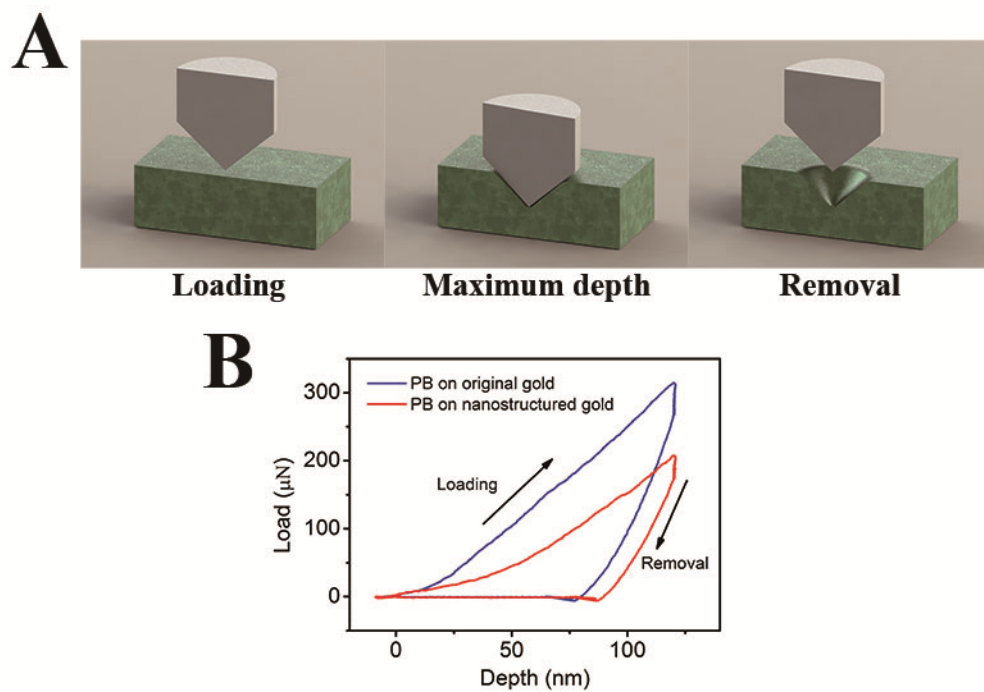 A
Loading Maximum depth Removal
B
PB on original gold
PB on nanostructured gold
300
200
100
0
Load (μN)
Loading
Removal
0 50 100
Depth (nm)